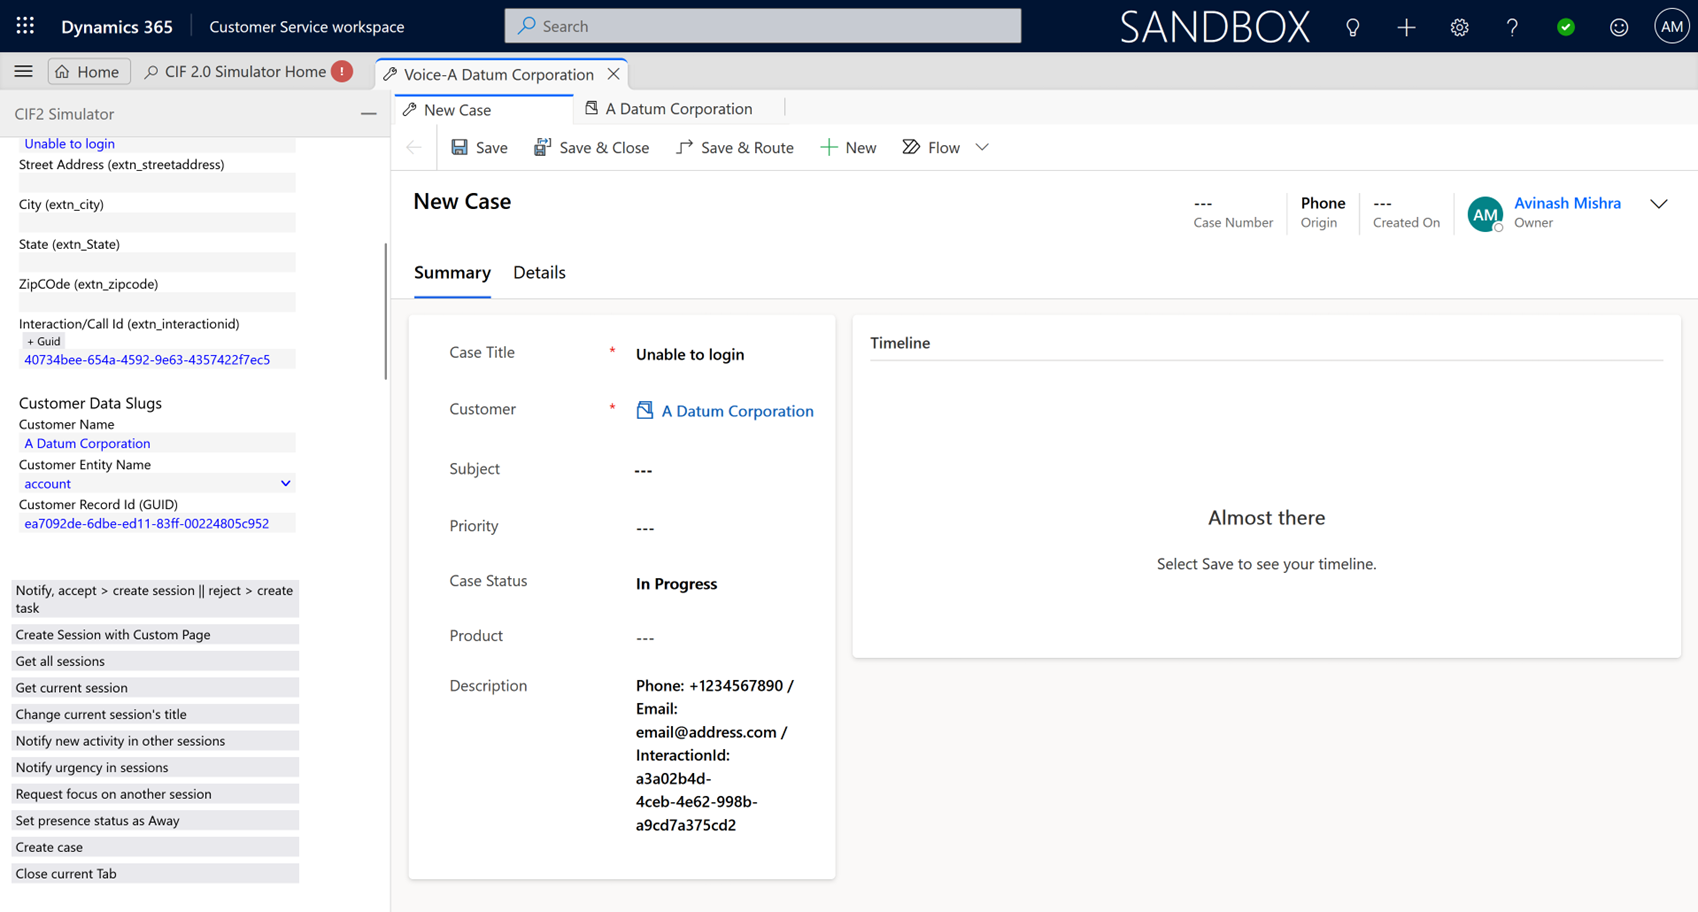 Dynamics 365
Customer Service workspace
Search
SANDBOX
AM
Home
CIF 2.0 Simulator Home
Voice-A Datum Corporation
CIF2 Simulator
New Case
A Datum Corporation
Save
Save & Close
Save & Route
New
Flow
Unable to login
Street Address (extn_streetaddress)
City (extn_city)
State (extn_State)
ZipCOde (extn_zipcode)
Interaction/Call Id (extn_interactionid)
+ Guid
40734bee-654a-4592-9e63-4357422f7ec5
Customer Data Slugs
Customer Name
A Datum Corporation
Customer Entity Name
account
Customer Record Id (GUID)
ea7092de-6dbe-ed11-83ff-00224805c952
Notify, accept > create session || reject > create
task
Create Session with Custom Page
Get all sessions
Get current session
Change current session's title
Notify new activity in other sessions
Notify urgency in sessions
Request focus on another session
Set presence status as Away
Create case
Close current Tab
New Case
---
Case Number
Phone
Origin
---
Created On
AM
Avinash Mishra
Owner
Summary
Details
Case Title * Unable to login
Customer * A Datum Corporation
Subject ---
Priority ---
Case Status In Progress
Product ---
Description Phone: +1234567890 /
Email:
email@address.com /
InteractionId:
a3a02b4d-
4ceb-4e62-998b-
a9cd7a375cd2
Timeline
Almost there
Select Save to see your timeline.